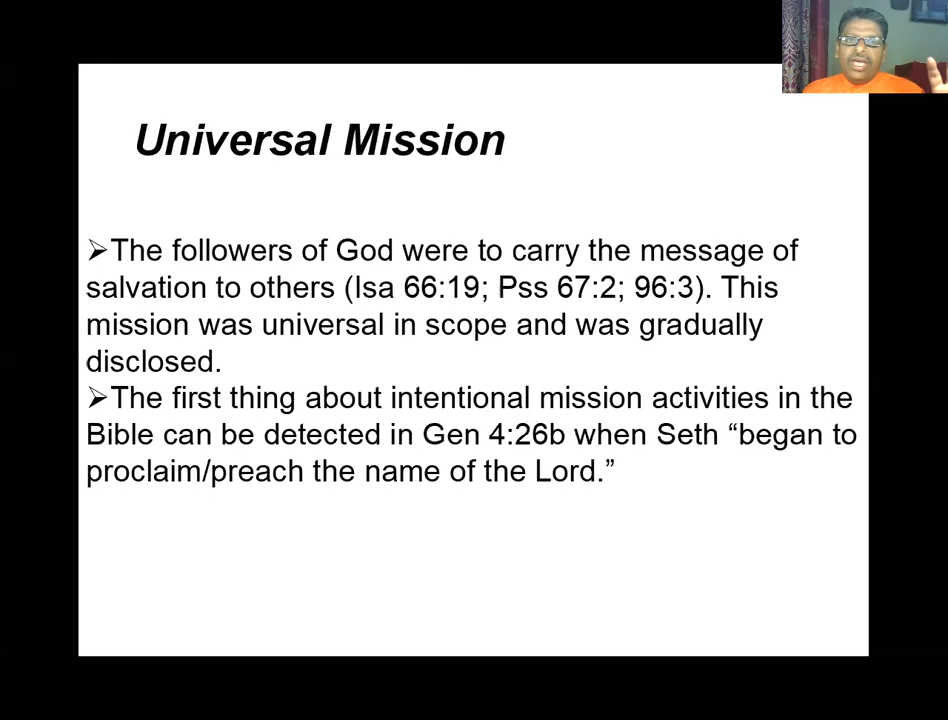 Universal Mission
➢The followers of God were to carry the message of
salvation to others (Isa 66:19; Pss 67:2; 96:3). This
mission was universal in scope and was gradually
disclosed.
➢The first thing about intentional mission activities in the
Bible can be detected in Gen 4:26b when Seth “began to
proclaim/preach the name of the Lord.”